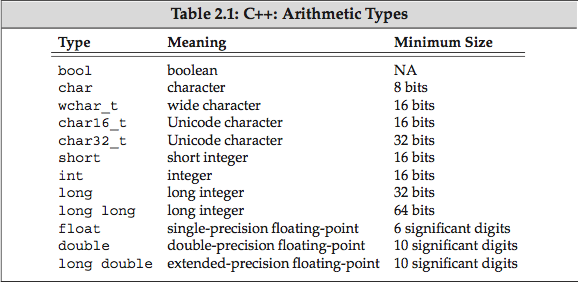 Table 2.1: C++: Arithmetic Types
Type Meaning Minimum Size
bool boolean NA
char character 8 bits
wchar_t wide character 16 bits
char16_t Unicode character 16 bits
char32_t Unicode character 32 bits
short short integer 16 bits
int integer 16 bits
long long integer 32 bits
long long long integer 64 bits
float single-precision floating-point 6 significant digits
double double-precision floating-point 10 significant digits
long double extended-precision floating-point 10 significant digits